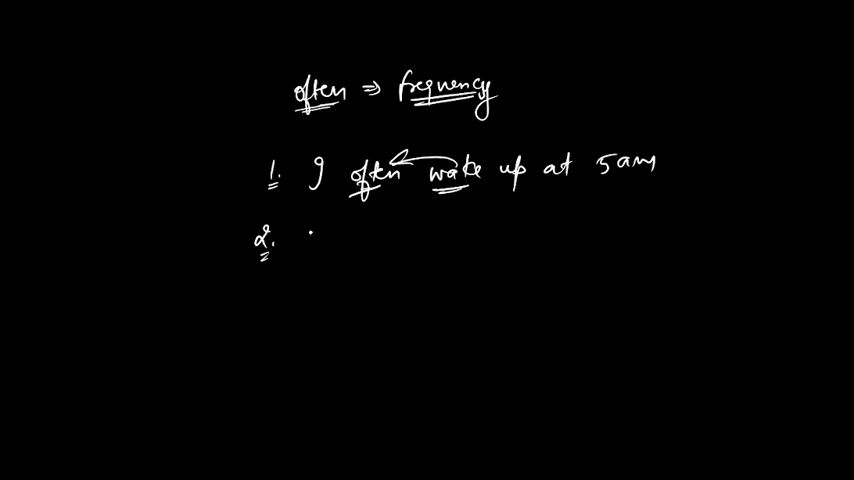 often ⇒ frequency
1. I often wake up at 5am
2.